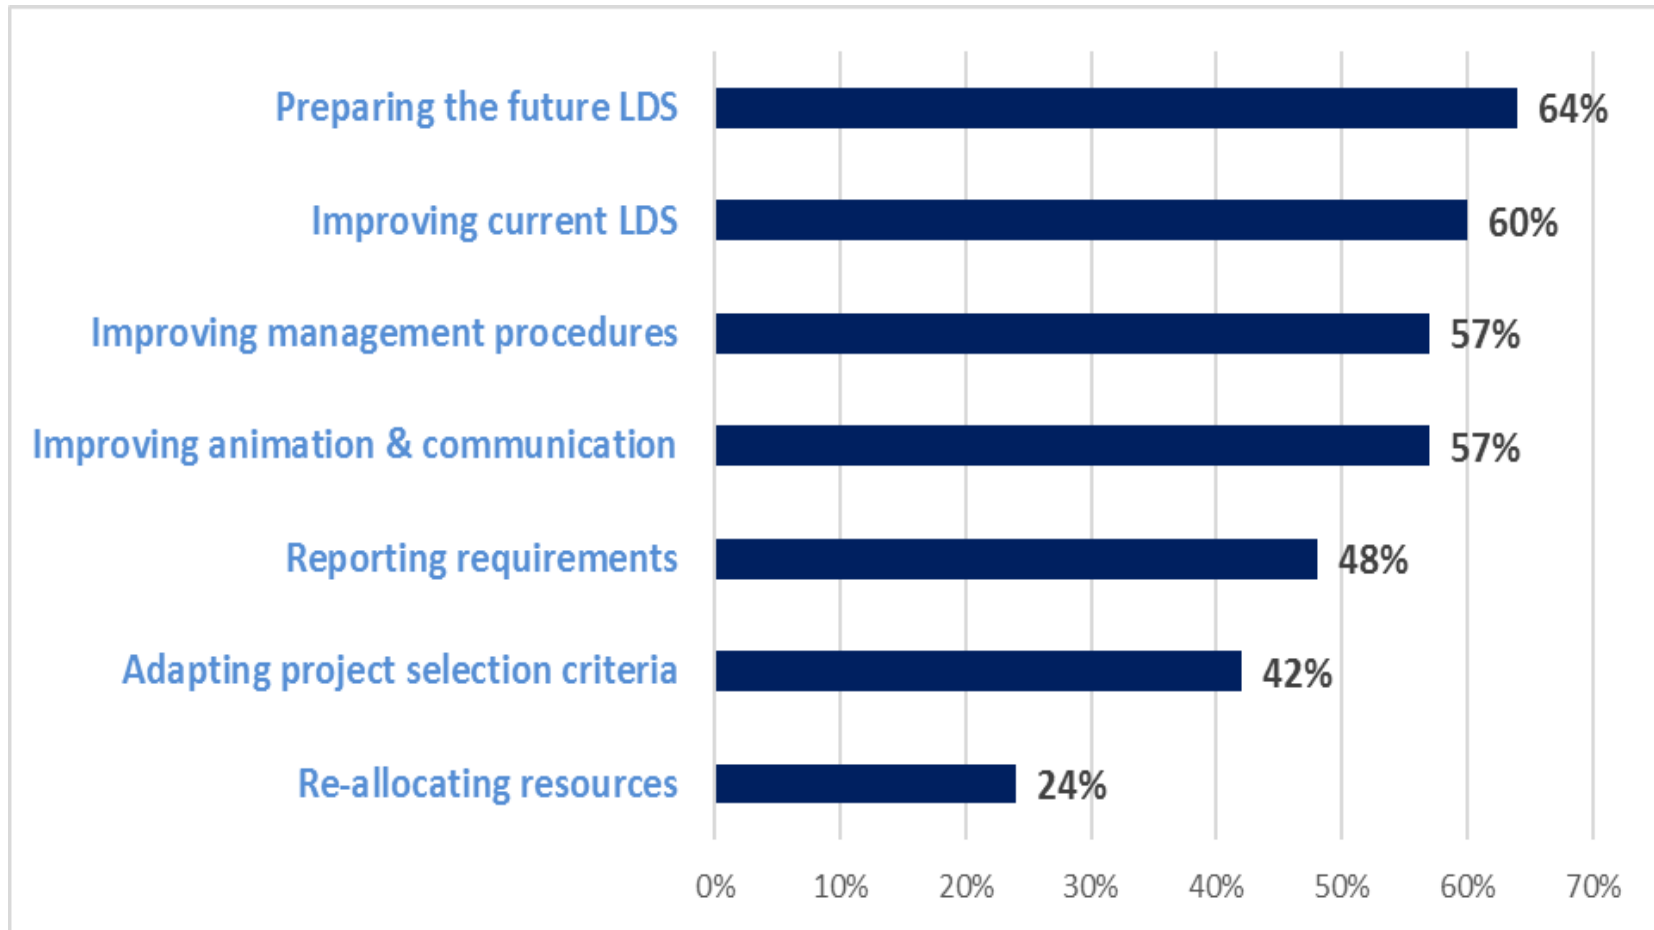 Preparing the future LDS 64%
Improving current LDS 60%
Improving management procedures 57%
Improving animation & communication 57%
Reporting requirements 48%
Adapting project selection criteria 42%
Re-allocating resources 24%
0% 10% 20% 30% 40% 50% 60% 70%